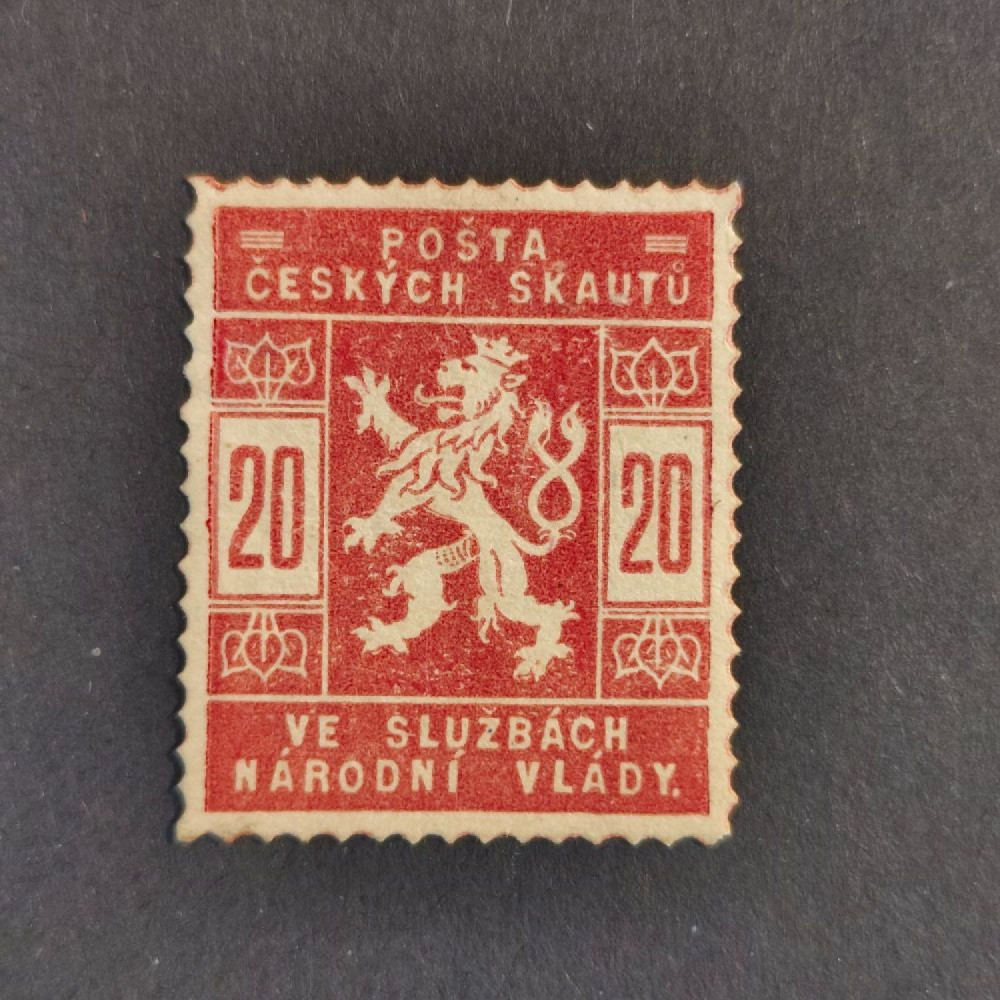 POŠTA
ČESKÝCH SKAUTŮ
20 20
VE SLUŽBÁCH
NÁRODNÍ VLÁDY.